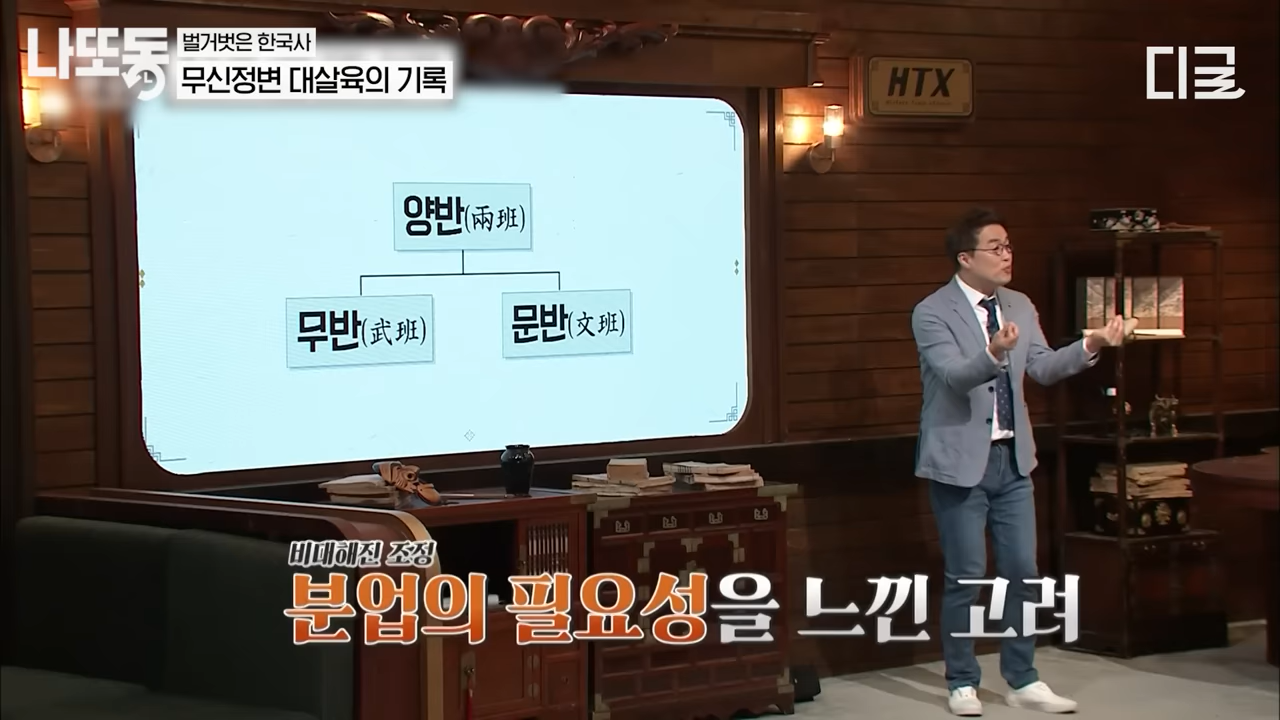 나또동
벌거벗은 한국사
무신정변 대살육의 기록
디글
HTX
양반(兩班)
무반(武班)
문반(文班)
비대해진 조정
분업의 필요성을 느낀 고려